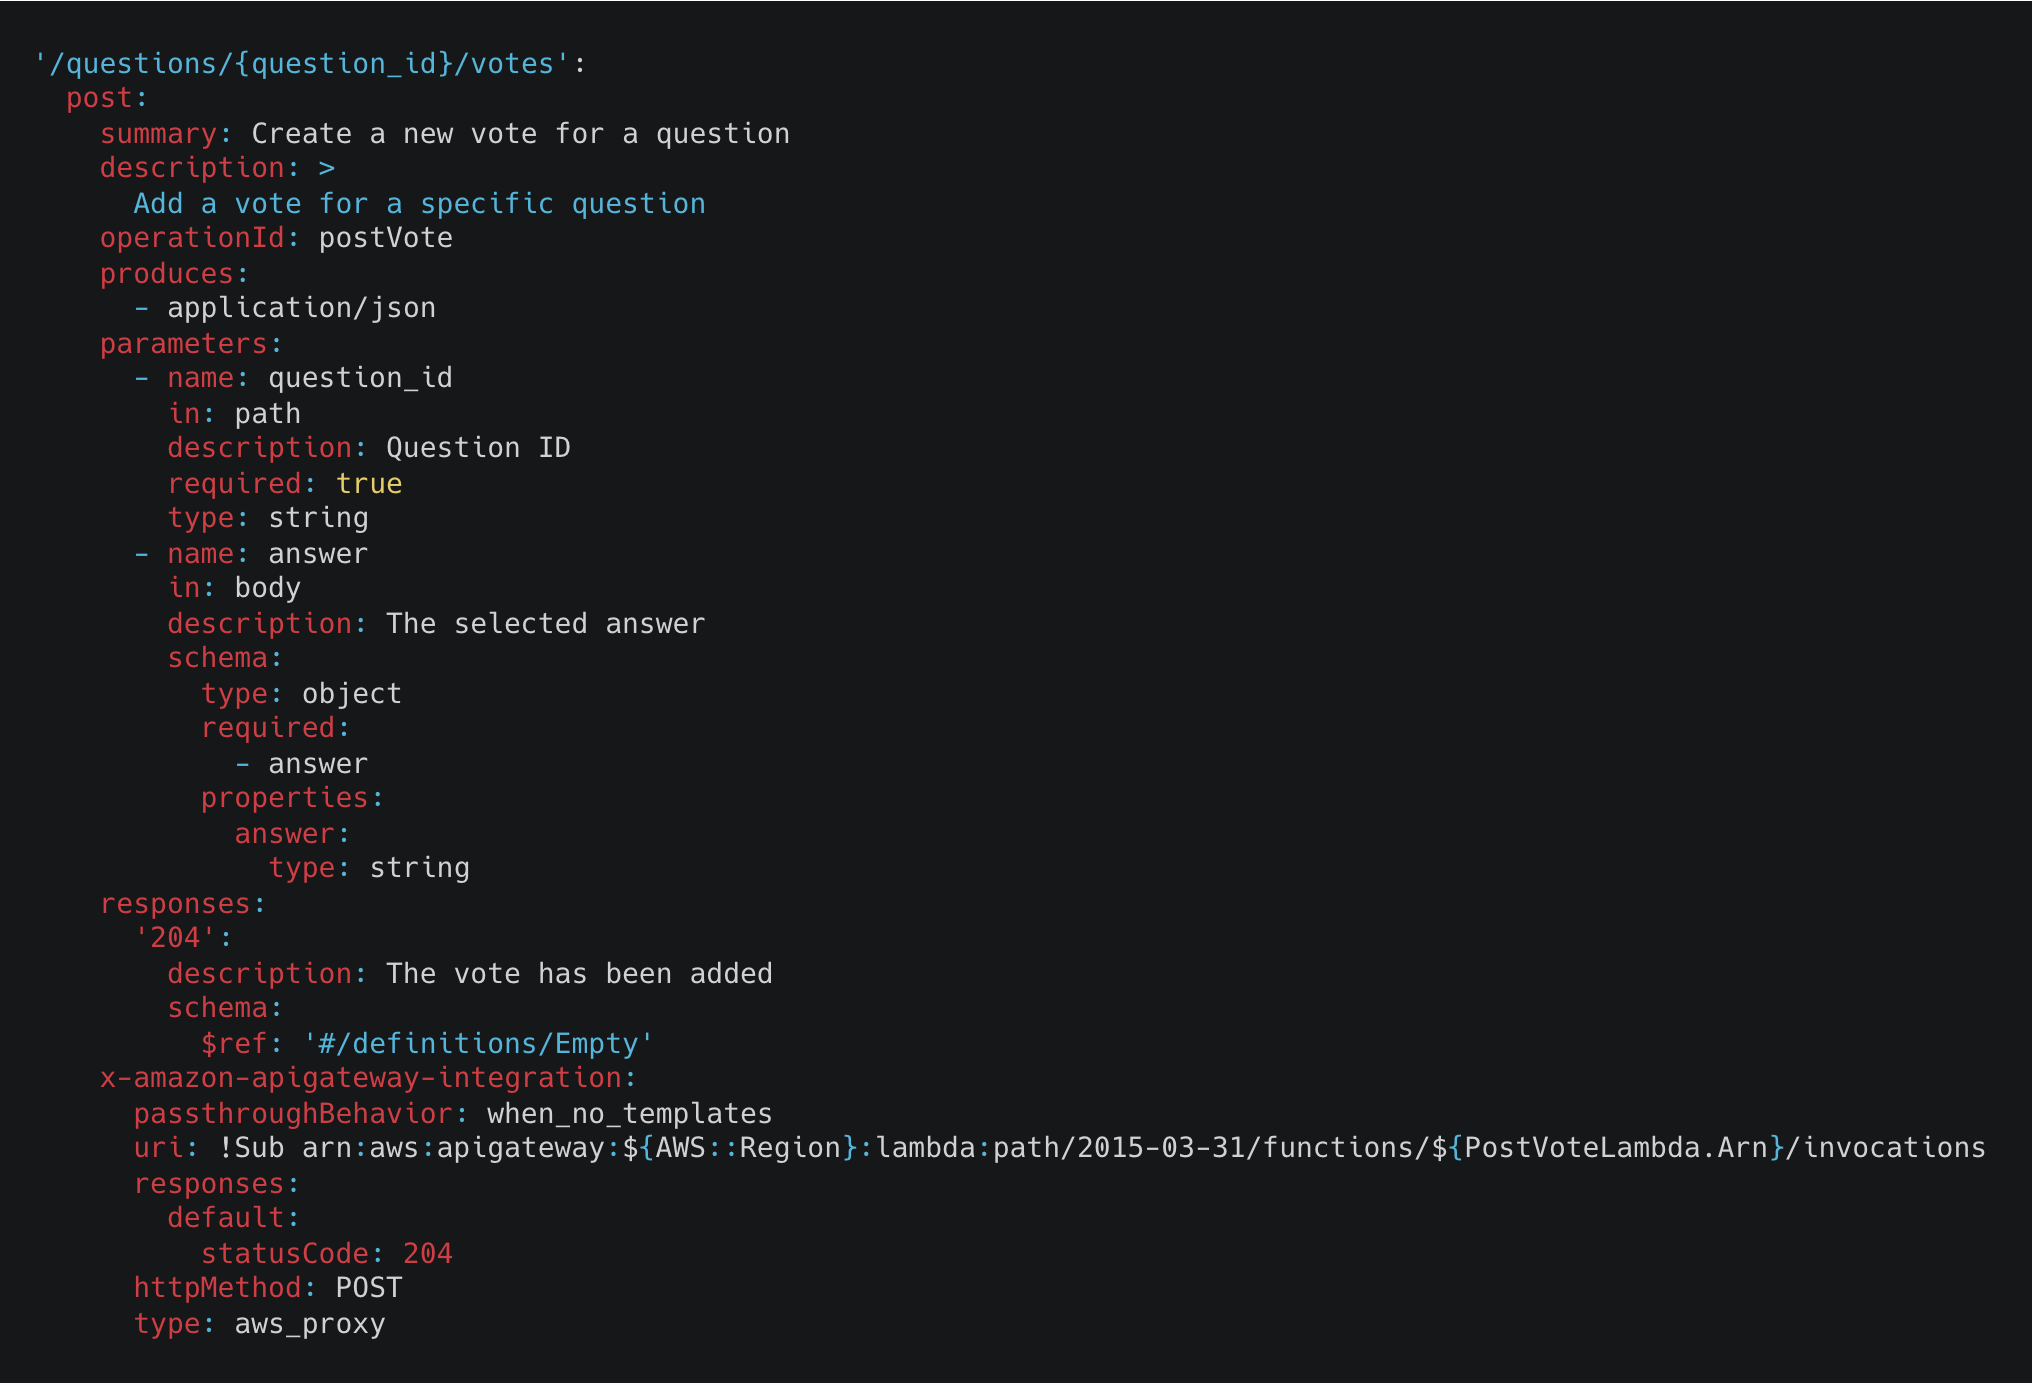 '/questions/{question_id}/votes':
  post:
    summary: Create a new vote for a question
    description: >
      Add a vote for a specific question
    operationId: postVote
    produces:
      - application/json
    parameters:
      - name: question_id
        in: path
        description: Question ID
        required: true
        type: string
      - name: answer
        in: body
        description: The selected answer
        schema:
          type: object
          required:
            - answer
          properties:
            answer:
              type: string
    responses:
      '204':
        description: The vote has been added
        schema:
          $ref: '#/definitions/Empty'
    x-amazon-apigateway-integration:
      passthroughBehavior: when_no_templates
      uri: !Sub arn:aws:apigateway:${AWS::Region}:lambda:path/2015-03-31/functions/${PostVoteLambda.Arn}/invocations
      responses:
        default:
          statusCode: 204
      httpMethod: POST
      type: aws_proxy